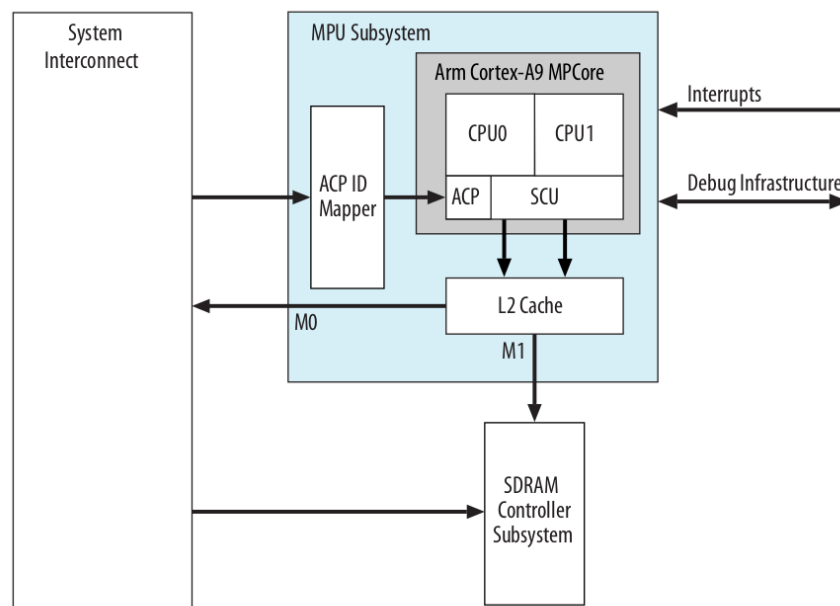 System
Interconnect
MPU Subsystem
Arm Cortex-A9 MPCore
CPU0
CPU1
ACP ID
Mapper
ACP
SCU
Interrupts
Debug Infrastructure
L2 Cache
M0
M1
SDRAM
Controller
Subsystem